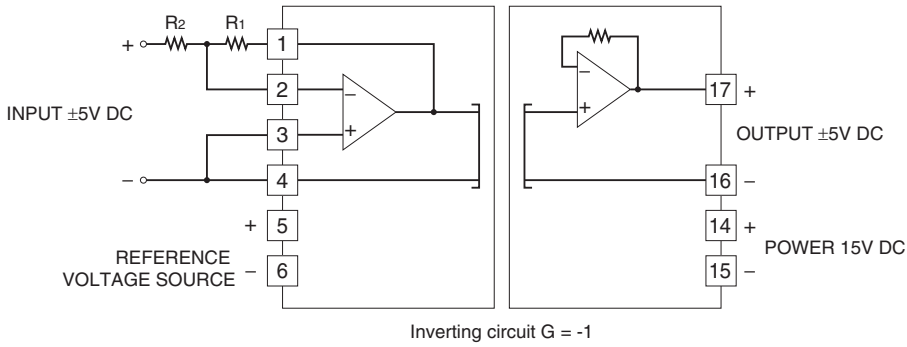 R2 R1
+ 1
2 −
INPUT ±5V DC
3 +
− 4
+ 5
REFERENCE
VOLTAGE SOURCE
− 6
−
+
17 +
OUTPUT ±5V DC
16 −
14 +
POWER 15V DC
15 −
Inverting circuit G = -1